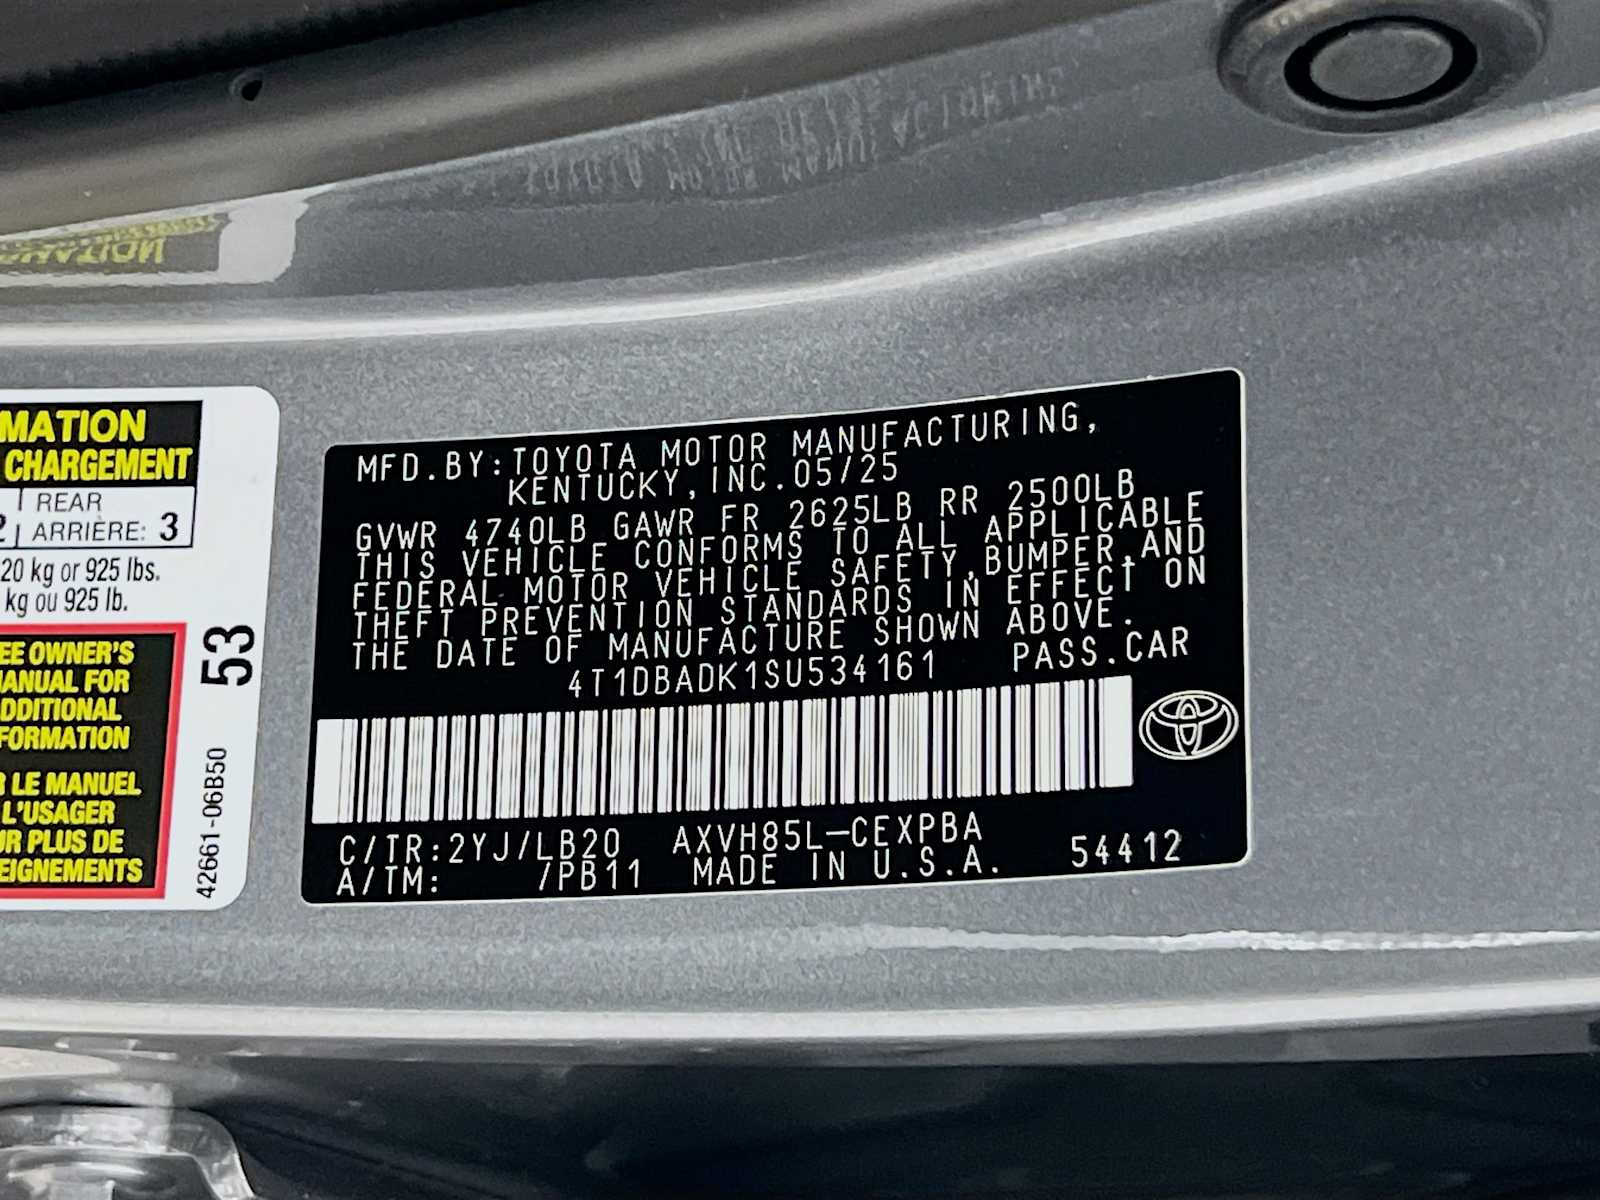 MATION
CHARGEMENT
REAR
ARRIÈRE: 3
20 kg or 925 lbs.
kg ou 925 lb.
EE OWNER'S
ANUAL FOR
DDITIONAL
FORMATION
R LE MANUEL
L'USAGER
UR PLUS DE
EIGNEMENTS
53
42661-06B50
MFD.BY:TOYOTA MOTOR MANUFACTURING,
KENTUCKY,INC.05/25
GVWR 4740LB GAWR FR 2625LB RR 2500LB
THIS VEHICLE CONFORMS TO ALL APPLICABLE
FEDERAL MOTOR VEHICLE SAFETY,BUMPER,AND
THEFT PREVENTION STANDARDS IN EFFECT ON
THE DATE OF MANUFACTURE SHOWN ABOVE.
4T1DBADK1SU534161 PASS.CAR
C/TR:2YJ/LB20 AXVH85L-CEXPBA
A/TM: /PB11 MADE IN U.S.A. 54412